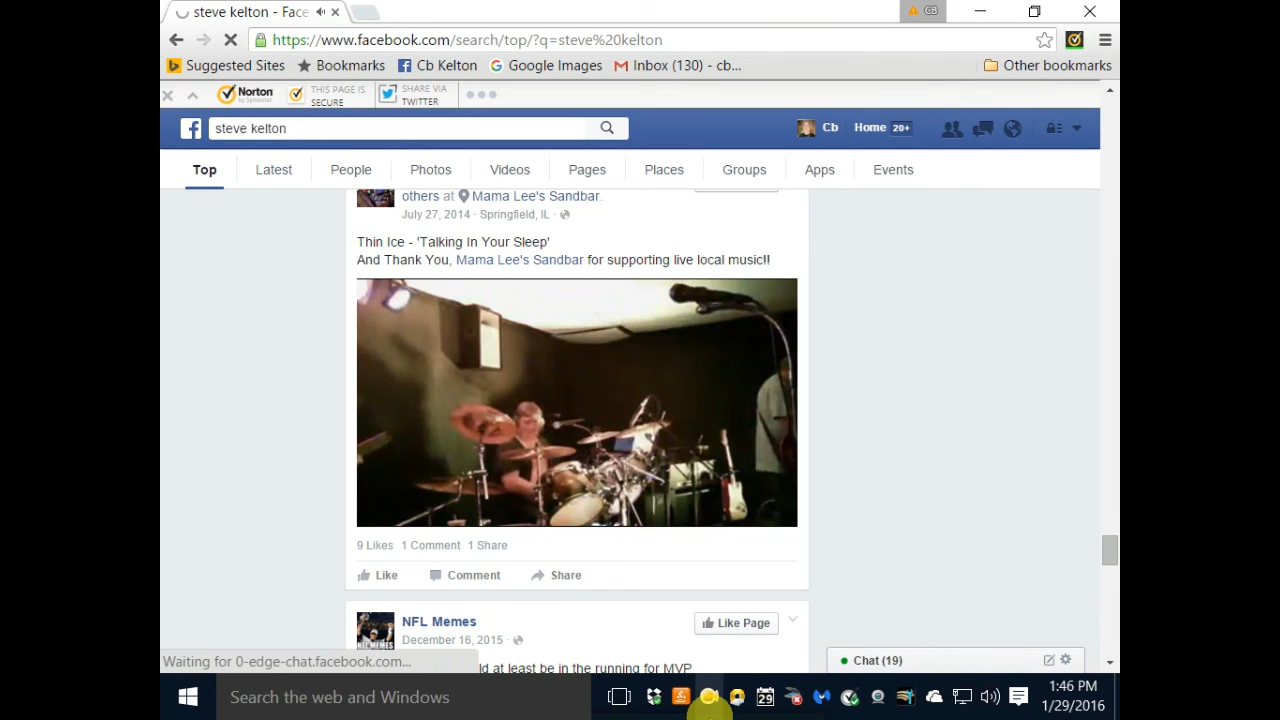 steve kelton - Face
CB
https://www.facebook.com/search/top/?q=steve%20kelton
Suggested Sites
Bookmarks
Cb Kelton
Google Images
Inbox (130) - cb...
Other bookmarks
Norton
by Symantec
THIS PAGE IS
SECURE
SHARE VIA
TWITTER
steve kelton
Cb
Home 20+
Top
Latest
People
Photos
Videos
Pages
Places
Groups
Apps
Events
others at Mama Lee's Sandbar.
July 27, 2014 · Springfield, IL ·
Thin Ice - 'Talking In Your Sleep'
And Thank You, Mama Lee's Sandbar for supporting live local music!!
9 Likes 1 Comment 1 Share
Like
Comment
Share
NFL Memes
Like Page
December 16, 2015 ·
NFL MEMES
Waiting for 0-edge-chat.facebook.com...
at least be in the running for MVP
Chat (19)
Search the web and Windows
29
1:46 PM
1/29/2016